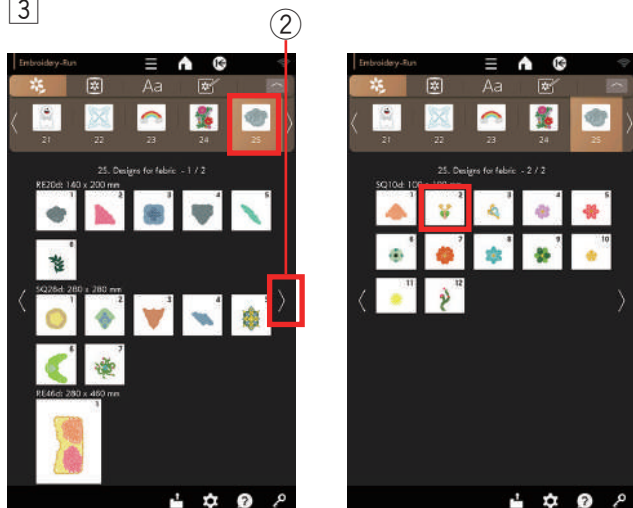 3
2
Embroidery-Run
Aa
21 22 23 24 25
25. Designs for fabric - 1 / 2
RE20d: 140 x 200 mm
1 2 3 4 5
6
SQ28d: 280 x 280 mm
1 2 3 4 5
6 7
RE46d: 280 x 460 mm
1
Embroidery-Run
Aa
21 22 23 24 25
25. Designs for fabric - 2 / 2
SQ10d: 100 x 100 mm
1 2 3 4 5
6 7 8 9 10
11 12